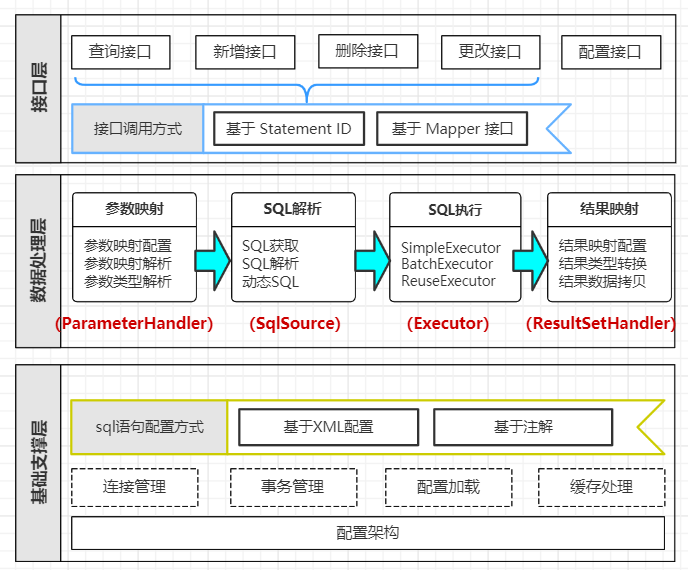 接口层
查询接口
新增接口
删除接口
更改接口
配置接口
接口调用方式
基于 Statement ID
基于 Mapper 接口
数据处理层
参数映射
参数映射配置
参数映射解析
参数类型解析
(ParameterHandler)
SQL解析
SQL获取
SQL解析
动态SQL
(SqlSource)
SQL执行
SimpleExecutor
BatchExecutor
ReuseExecutor
(Executor)
结果映射
结果映射配置
结果类型转换
结果数据拷贝
(ResultSetHandler)
基础支撑层
sql语句配置方式
基于XML配置
基于注解
连接管理
事务管理
配置加载
缓存处理
配置架构